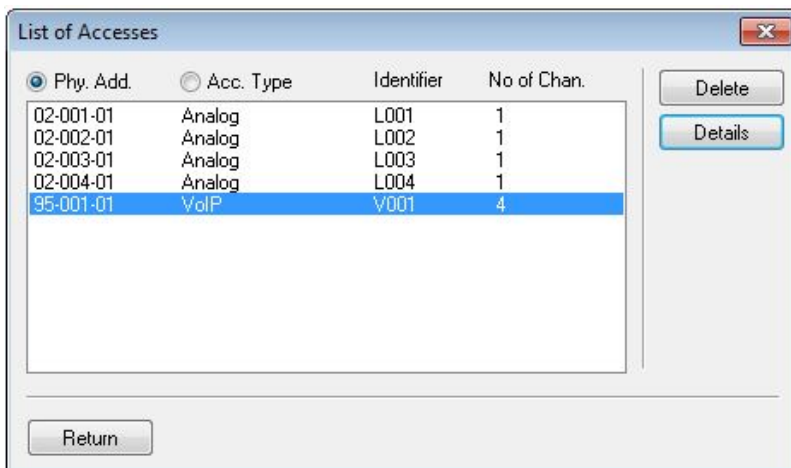 List of Accesses
Phy. Add. Acc. Type Identifier No of Chan.
02-001-01 Analog L001 1
02-002-01 Analog L002 1
02-003-01 Analog L003 1
02-004-01 Analog L004 1
95-001-01 VoIP V001 4
Delete
Details
Return